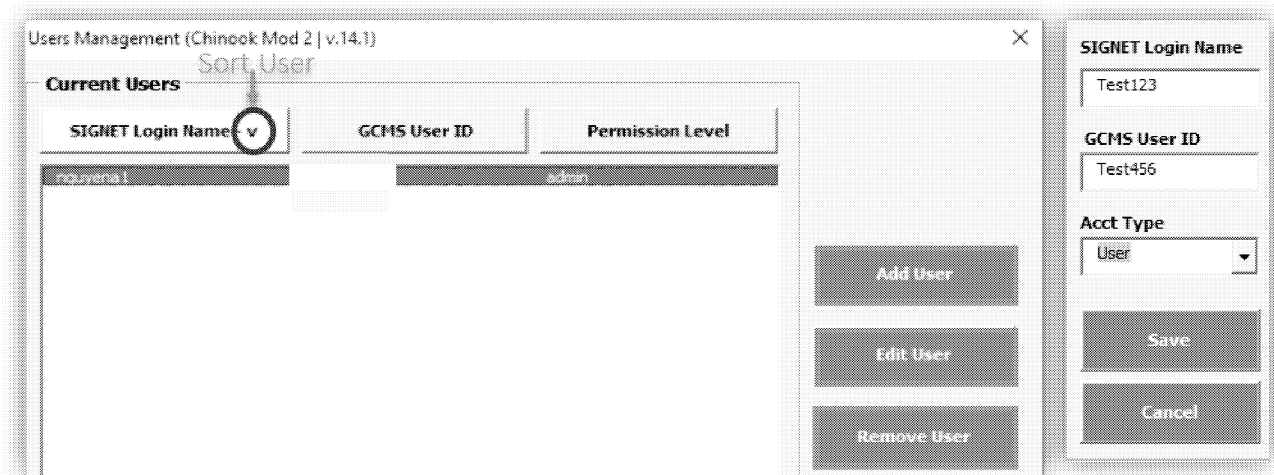 Users Management (Chinook Mod 2 | v.14.1)
Sort User
Current Users
SIGNET Login Name v GCMS User ID Permission Level
nguyena1 admin
Add User
Edit User
Remove User
SIGNET Login Name
Test123
GCMS User ID
Test456
Acct Type
User
Save
Cancel